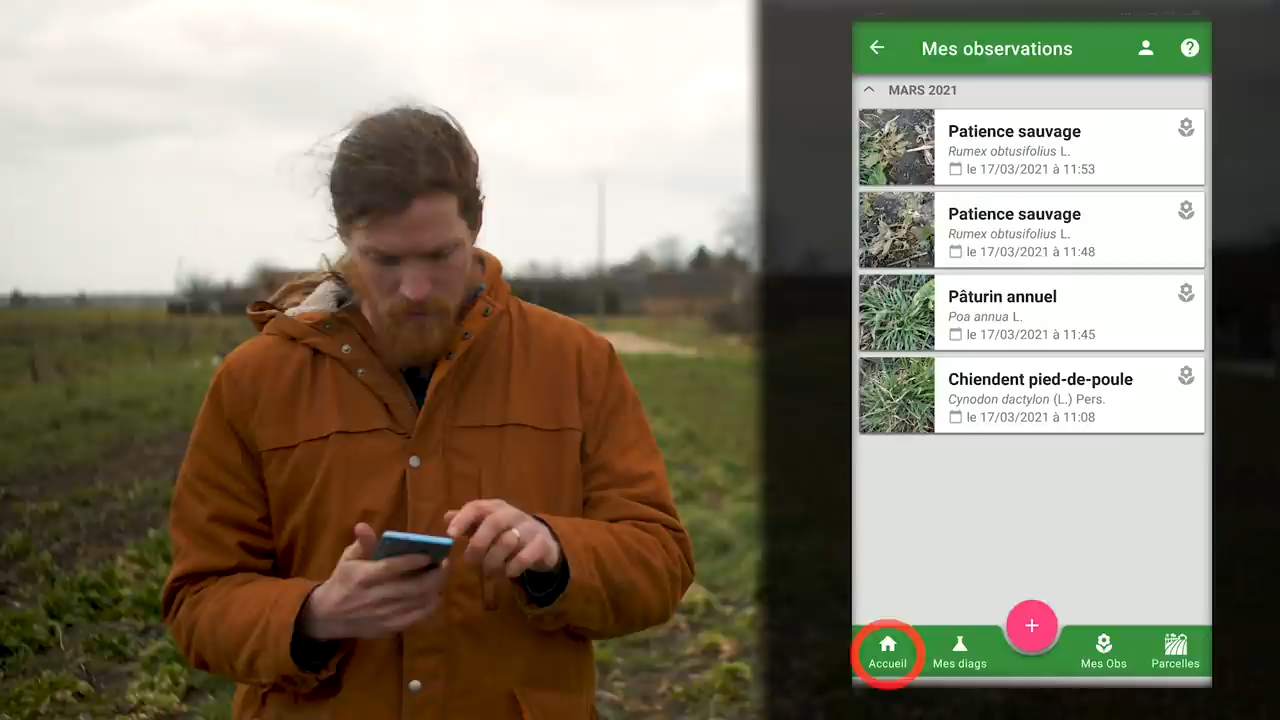 Mes observations
MARS 2021
Patience sauvage
Rumex obtusifolius L.
le 17/03/2021 à 11:53
Patience sauvage
Rumex obtusifolius L.
le 17/03/2021 à 11:48
Pâturin annuel
Poa annua L.
le 17/03/2021 à 11:45
Chiendent pied-de-poule
Cynodon dactylon (L.) Pers.
le 17/03/2021 à 11:08
Accueil
Mes diags
Mes Obs
Parcelles